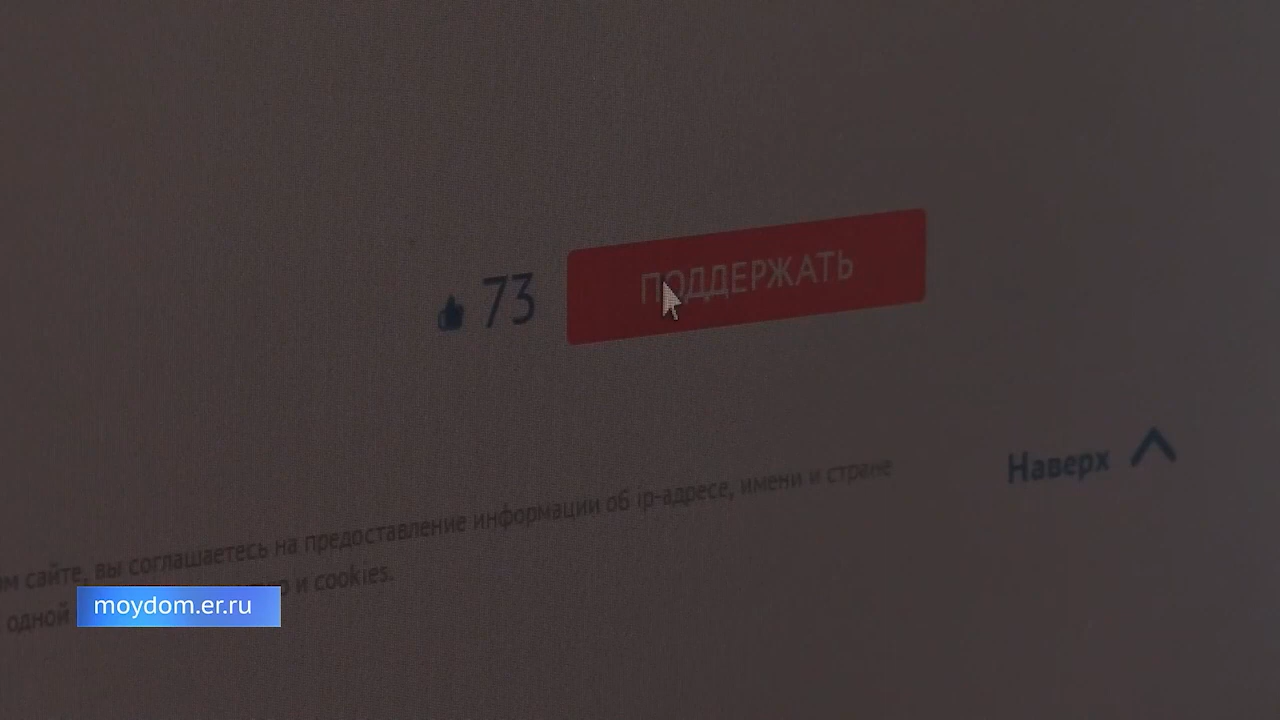 73 ПОДДЕРЖАТЬ
Наверх
сайте, вы соглашаетесь на предоставление информации об ip-адресе, имени и стране
одной и cookies.
moydom.er.ru